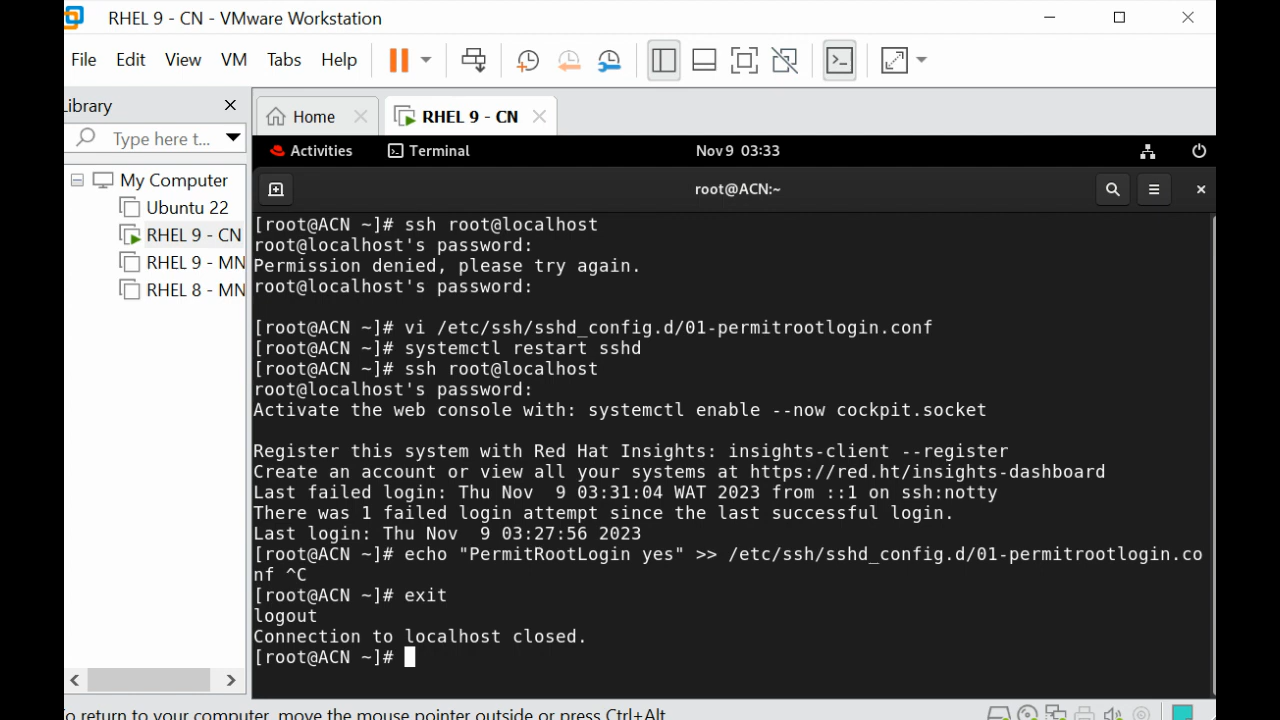 RHEL 9 - CN - VMware Workstation
File Edit View VM Tabs Help
Library
Home
RHEL 9 - CN
Type here t...
My Computer
Ubuntu 22
RHEL 9 - CN
RHEL 9 - MN
RHEL 8 - MN
Activities
Terminal
Nov 9 03:33
root@ACN:~
[root@ACN ~]# ssh root@localhost
root@localhost's password:
Permission denied, please try again.
root@localhost's password:
[root@ACN ~]# vi /etc/ssh/sshd_config.d/01-permitrootlogin.conf
[root@ACN ~]# systemctl restart sshd
[root@ACN ~]# ssh root@localhost
root@localhost's password:
Activate the web console with: systemctl enable --now cockpit.socket
Register this system with Red Hat Insights: insights-client --register
Create an account or view all your systems at https://red.ht/insights-dashboard
Last failed login: Thu Nov  9 03:31:04 WAT 2023 from ::1 on ssh:notty
There was 1 failed login attempt since the last successful login.
Last login: Thu Nov  9 03:27:56 2023
[root@ACN ~]# echo "PermitRootLogin yes" >> /etc/ssh/sshd_config.d/01-permitrootlogin.co
nf ^C
[root@ACN ~]# exit
logout
Connection to localhost closed.
[root@ACN ~]#
To return to your computer, move the mouse pointer outside or press Ctrl+Alt.